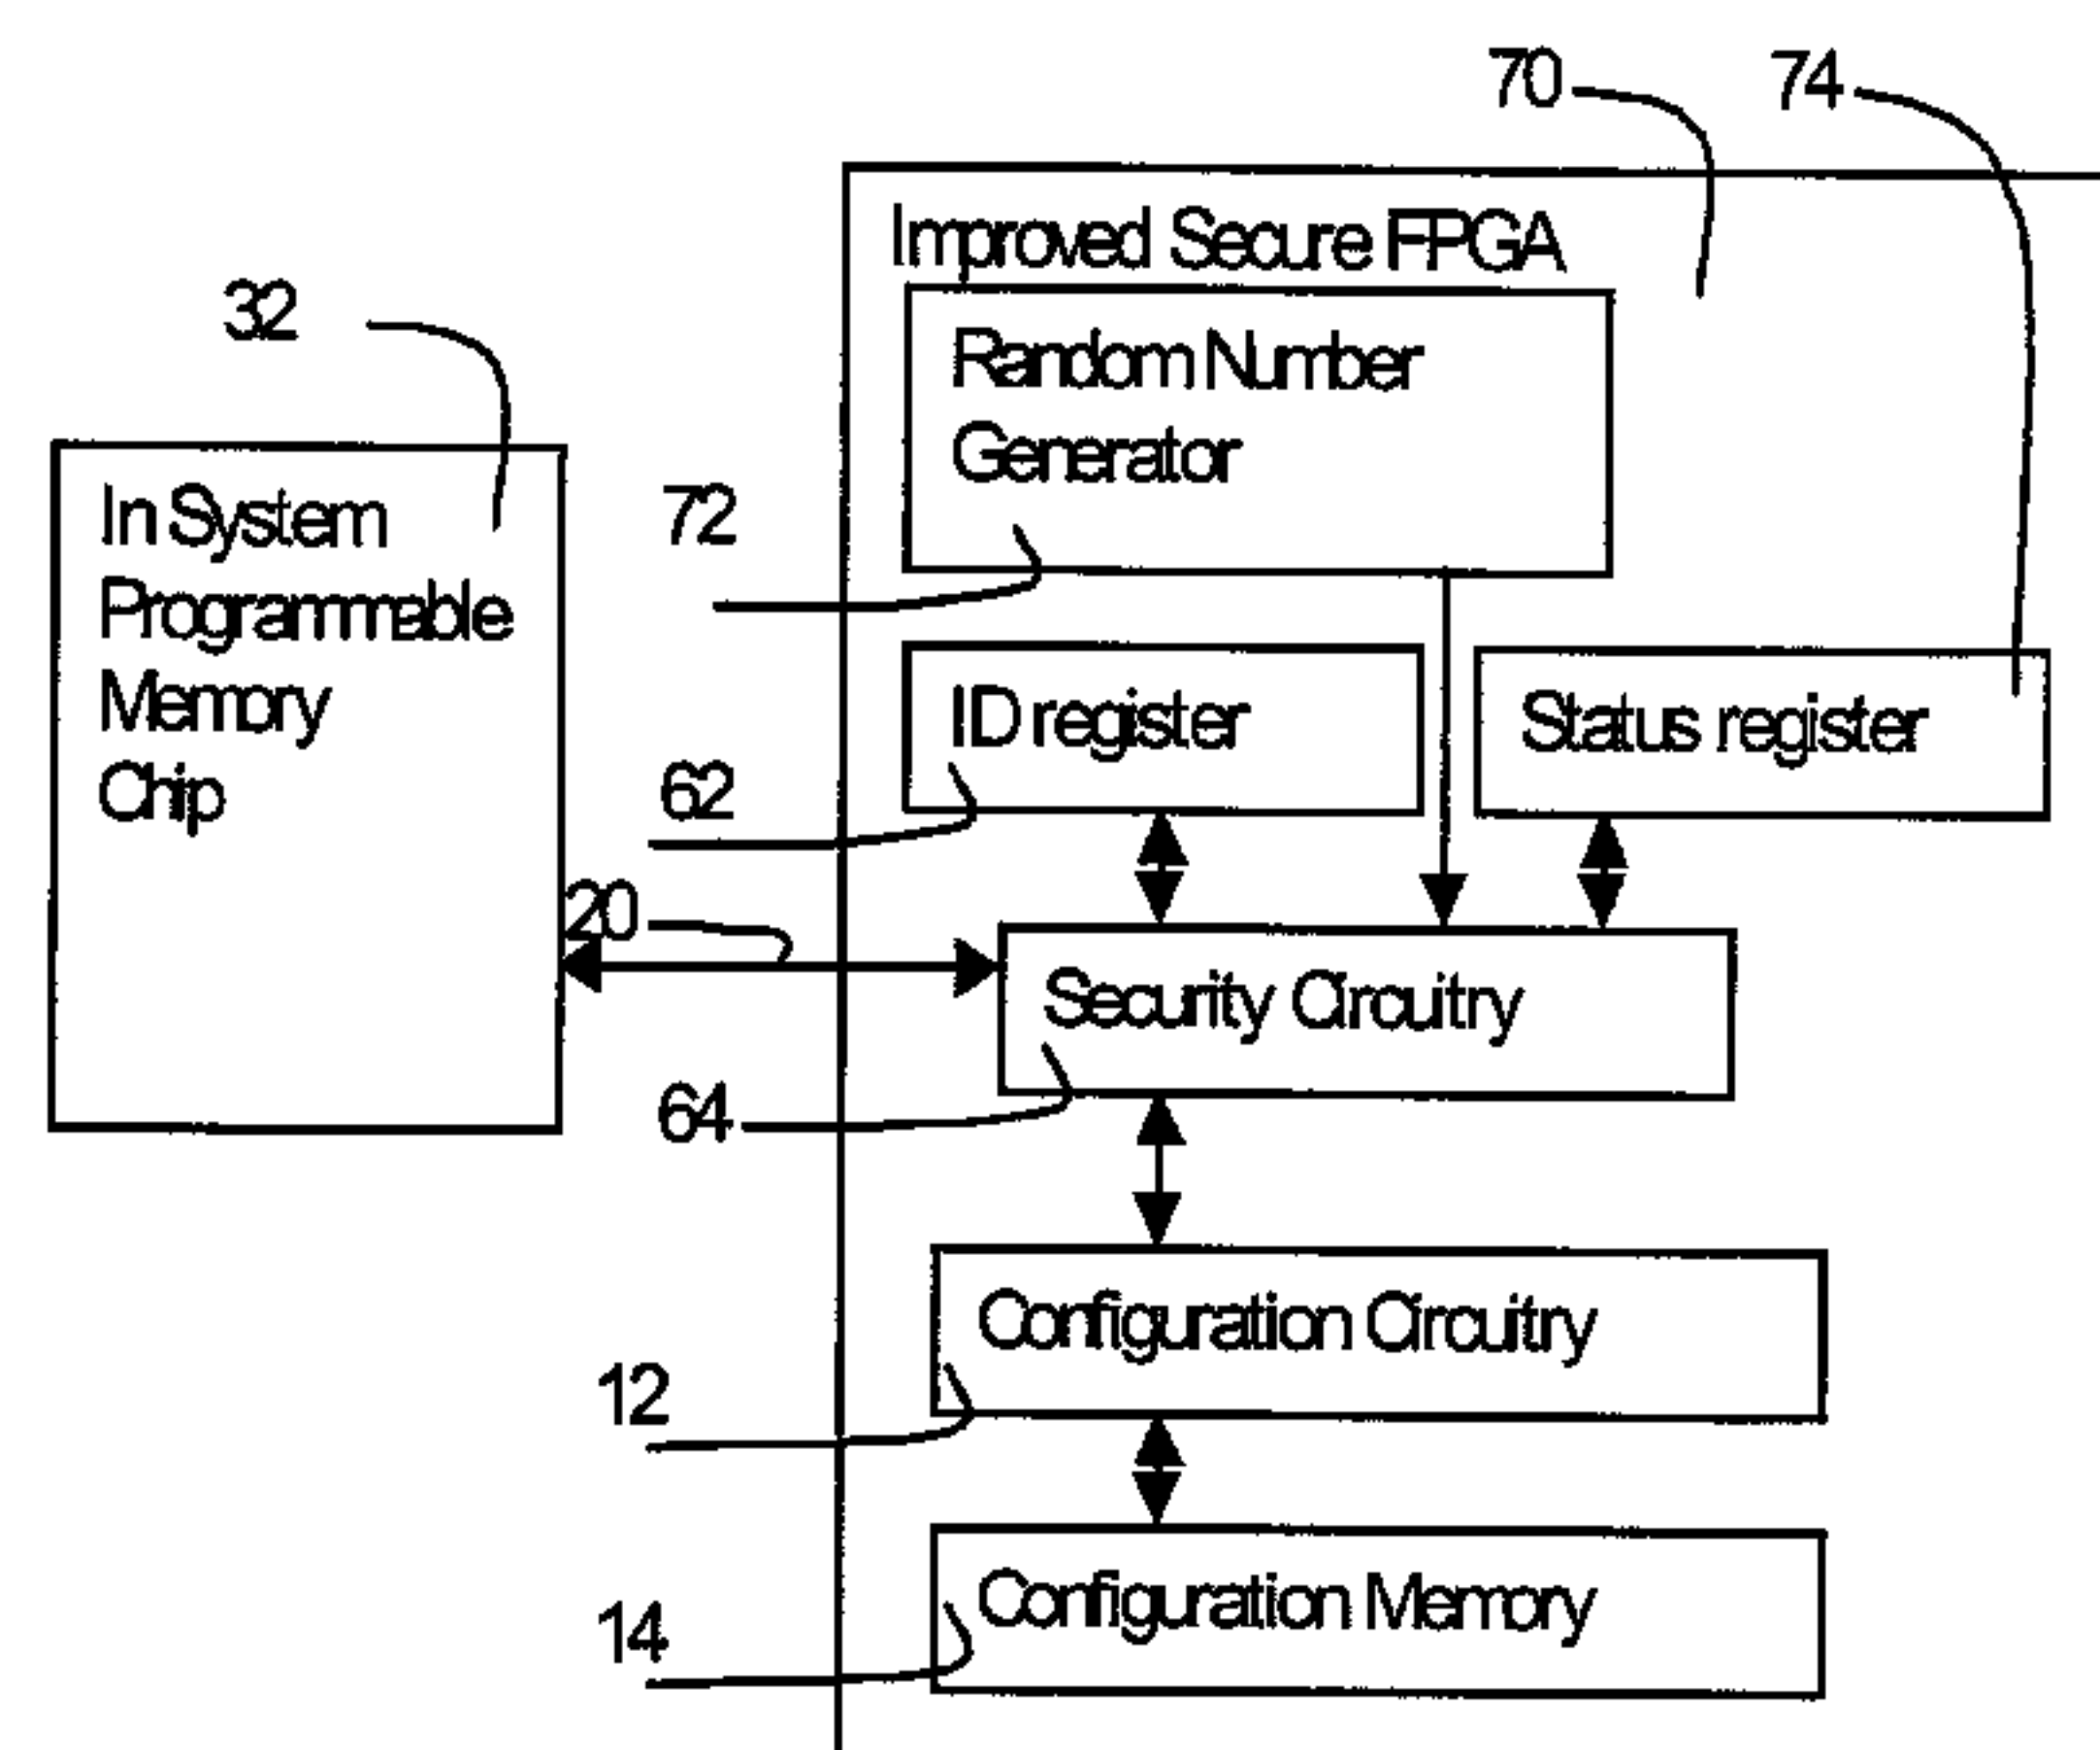 70
74
Improved Secure FPGA
32
Random Number
Generator
In System
Programmable
Memory
Chip
72
ID register
Status register
62
20
Security Circuitry
64
Configuration Circuitry
12
Configuration Memory
14